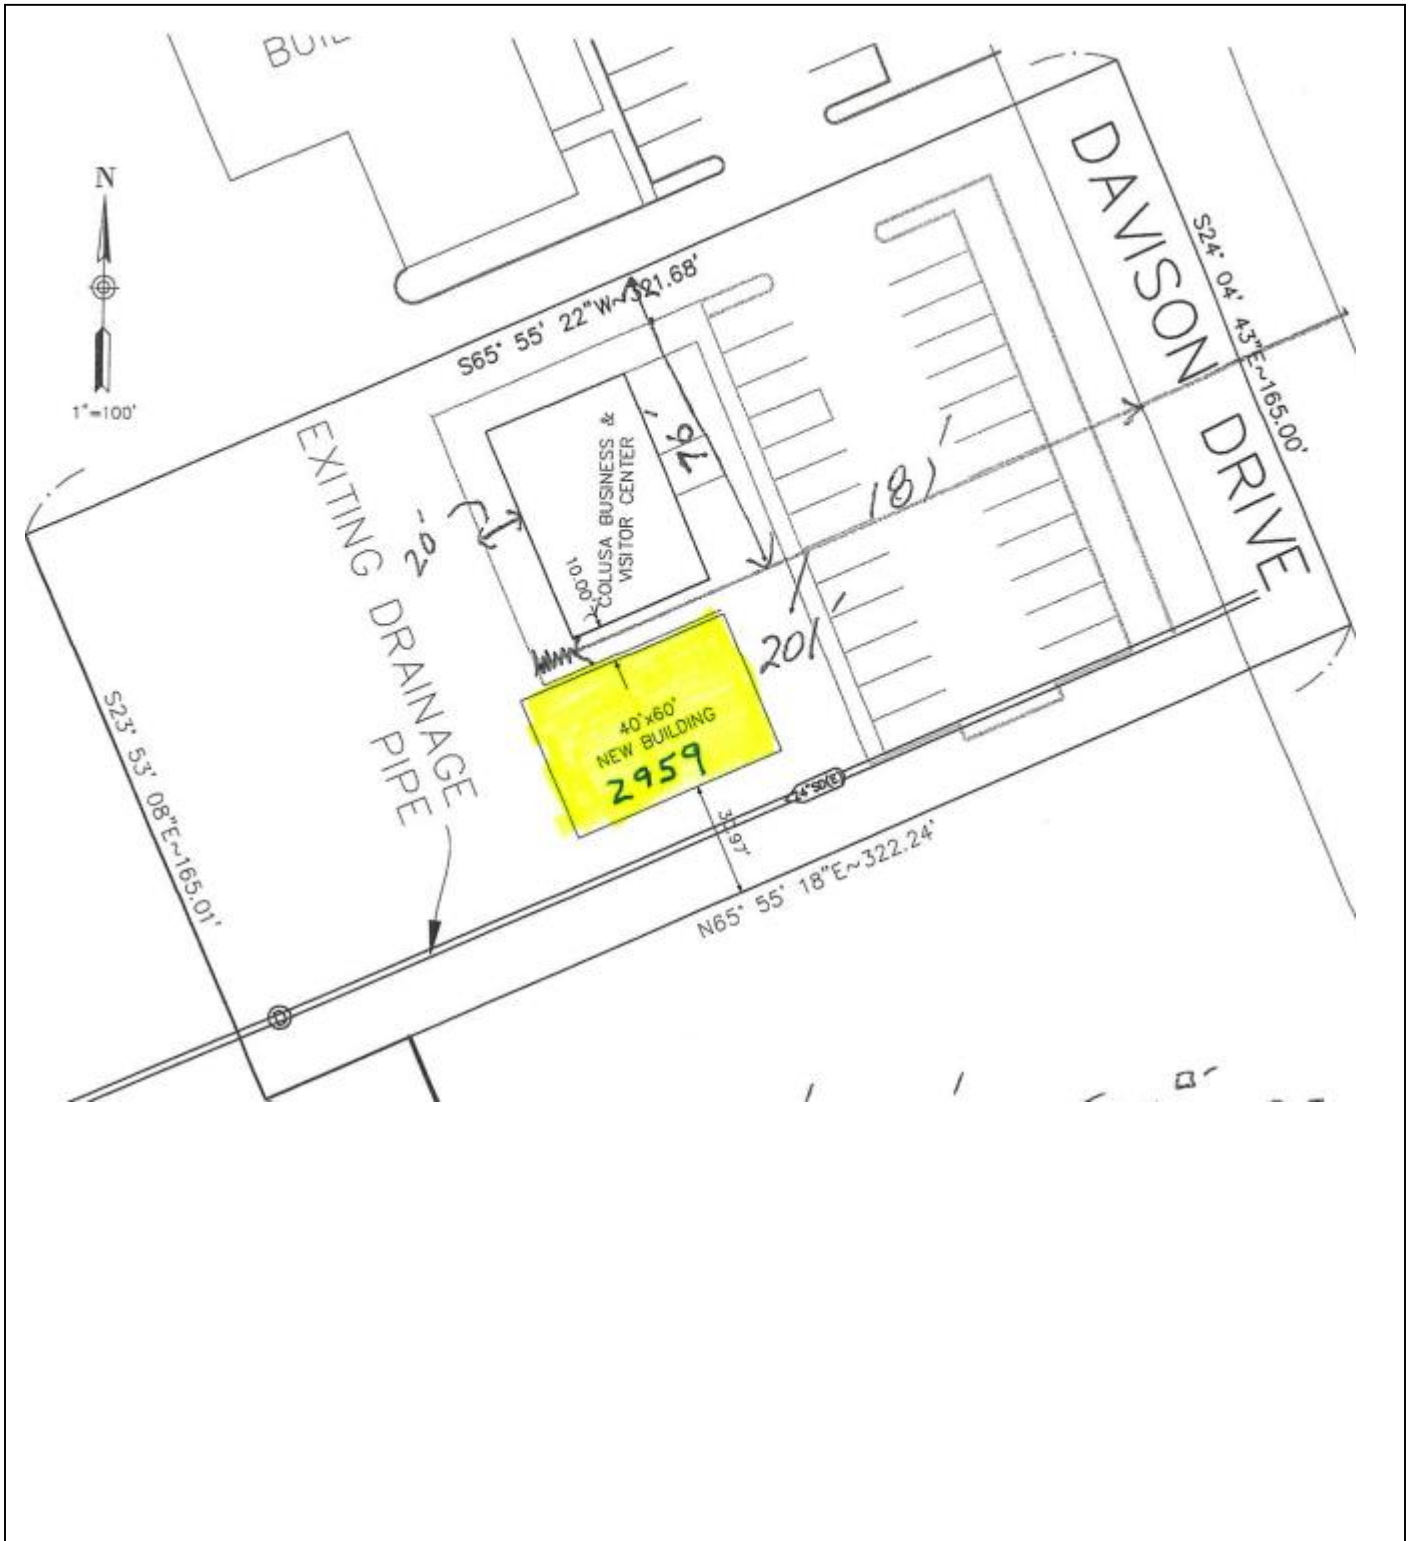 N
1"=100'
DAVISON
DRIVE
S24° 04' 43"E~165.00'
S65° 55' 22"W~321.68'
76'
181'
201'
20'
COLUSA BUSINESS &
VISITOR CENTER
10.00'
EXITING DRAINAGE
PIPE
40'x60'
NEW BUILDING
2959
S23° 53' 08"E~165.01'
N65° 55' 18"E~322.24'